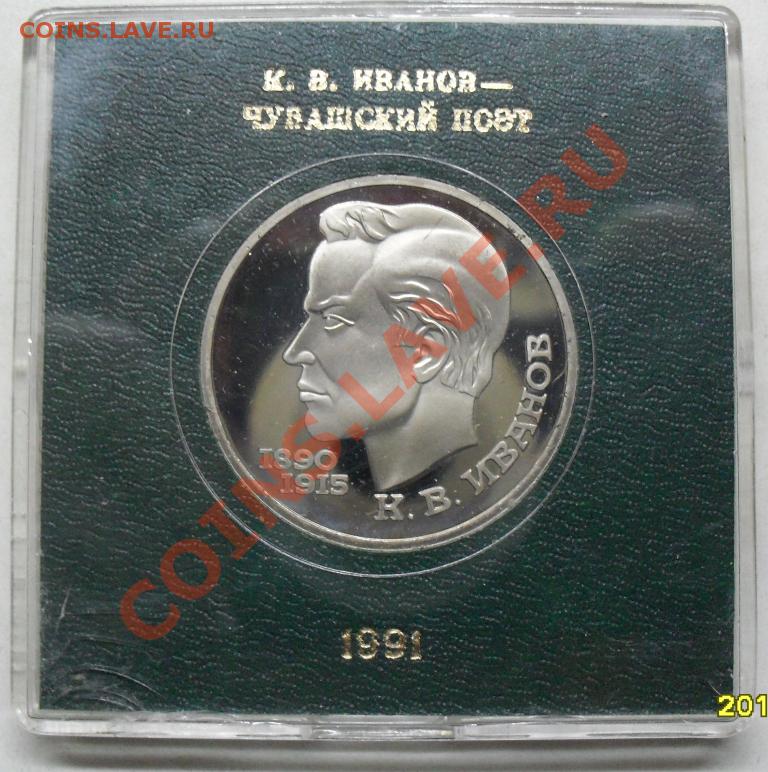 COINS.LAVE.RU
К. В. ИВАНОВ—
ЧУВАШСКИЙ ПОЭТ
COINS.LAVE.RU
1890
1915
К. В. ИВАНОВ
1991
201